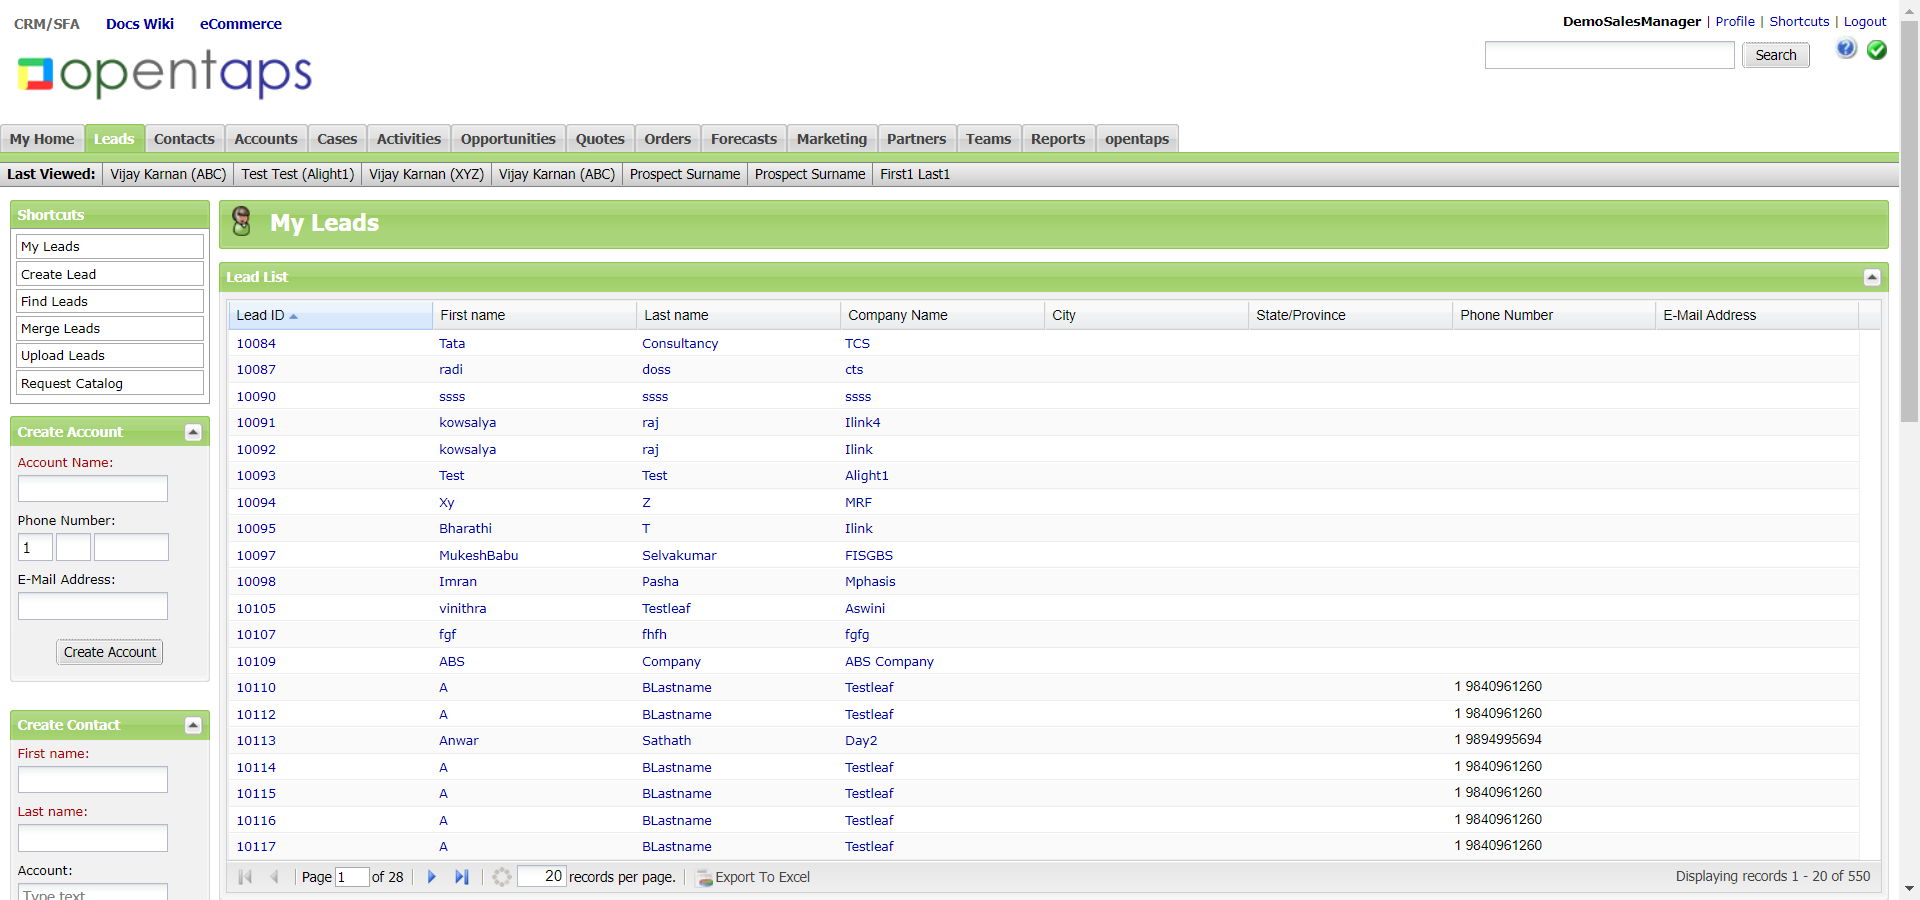 CRM/SFA Docs Wiki eCommerce
DemoSalesManager | Profile | Shortcuts | Logout
opentaps
Search
My Home Leads Contacts Accounts Cases Activities Opportunities Quotes Orders Forecasts Marketing Partners Teams Reports opentaps
Last Viewed: Vijay Karnan (ABC) Test Test (Alight1) Vijay Karnan (XYZ) Vijay Karnan (ABC) Prospect Surname Prospect Surname First1 Last1
Shortcuts
My Leads
Create Lead
Find Leads
Merge Leads
Upload Leads
Request Catalog
Create Account
Account Name:
Phone Number:
1
E-Mail Address:
Create Account
Create Contact
First name:
Last name:
Account:
Type text
My Leads
Lead List
Lead ID First name Last name Company Name City State/Province Phone Number E-Mail Address
10084 Tata Consultancy TCS
10087 radi doss cts
10090 ssss ssss ssss
10091 kowsalya raj Ilink4
10092 kowsalya raj Ilink
10093 Test Test Alight1
10094 Xy Z MRF
10095 Bharathi T Ilink
10097 MukeshBabu Selvakumar FISGBS
10098 Imran Pasha Mphasis
10105 vinithra Testleaf Aswini
10107 fgf fhfh fgfg
10109 ABS Company ABS Company
10110 A BLastname Testleaf 1 9840961260
10112 A BLastname Testleaf 1 9840961260
10113 Anwar Sathath Day2 1 9894995694
10114 A BLastname Testleaf 1 9840961260
10115 A BLastname Testleaf 1 9840961260
10116 A BLastname Testleaf 1 9840961260
10117 A BLastname Testleaf 1 9840961260
Page 1 of 28 20 records per page. Export To Excel Displaying records 1 - 20 of 550